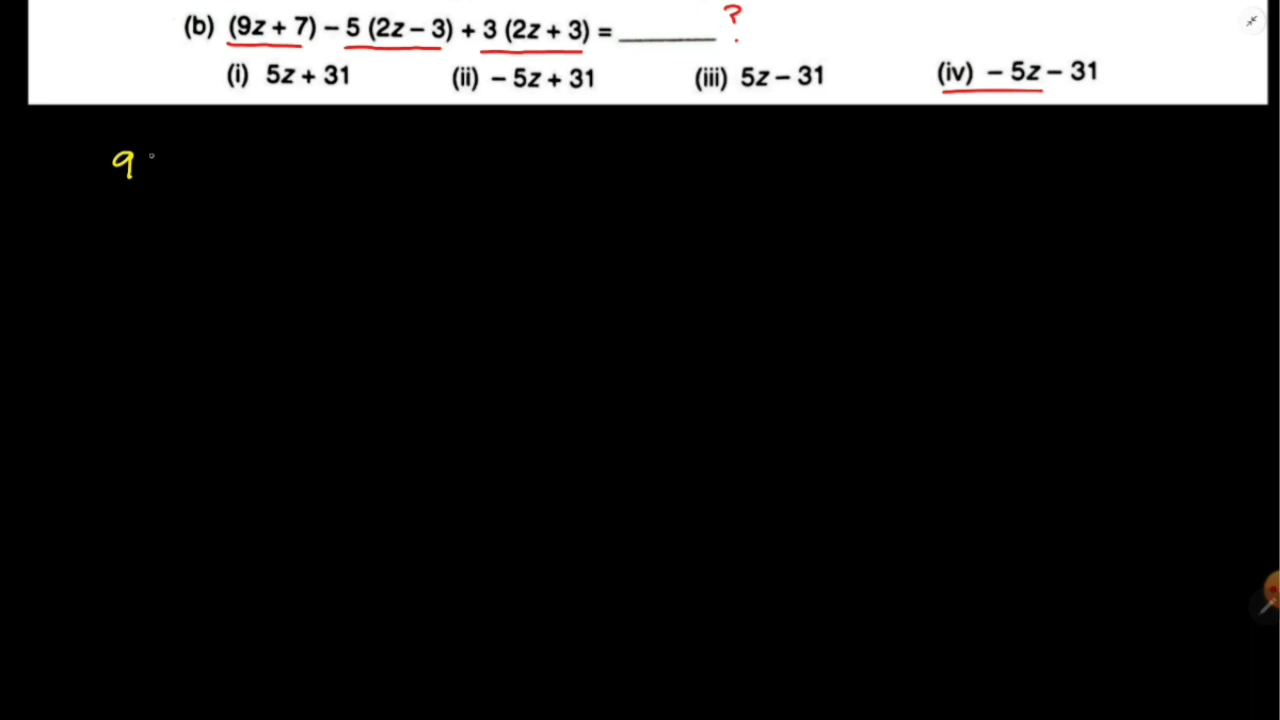 (b) (9z + 7) – 5 (2z – 3) + 3 (2z + 3) = ________ ?
(i) 5z + 31 (ii) – 5z + 31 (iii) 5z – 31 (iv) – 5z – 31
9